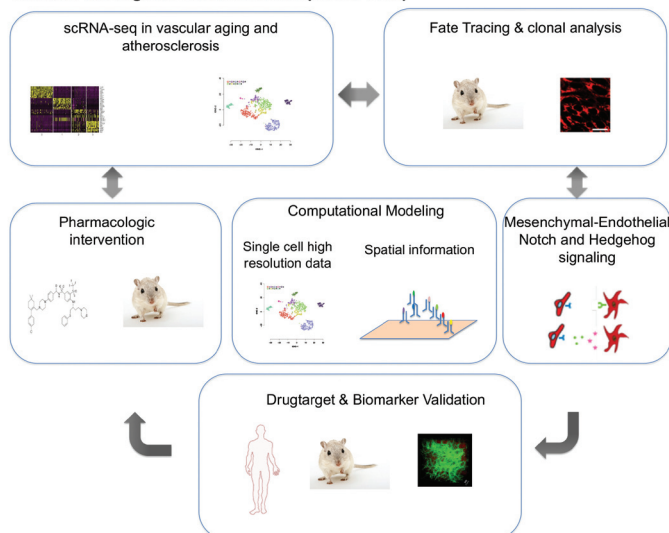 scRNA-seq in vascular aging and
atherosclerosis
Fate Tracing & clonal analysis
Pharmacologic
intervention
Computational Modeling
Single cell high
resolution data
Spatial information
Mesenchymal-Endothelial
Notch and Hedgehog
signaling
Drugtarget & Biomarker Validation